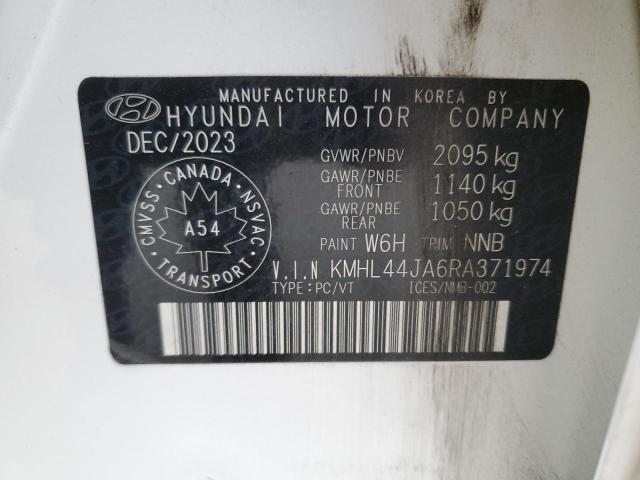 MANUFACTURED IN KOREA BY
HYUNDAI MOTOR COMPANY
DEC/2023
GVWR/PNBV 2095 kg
GAWR/PNBE FRONT 1140 kg
GAWR/PNBE REAR 1050 kg
PAINT W6H TRIM NNB
CANADA
CMVSS NSVAC
A54
TRANSPORT
V.I.N KMHL44JA6RA371974
TYPE:PC/VT ICES/NMB-002